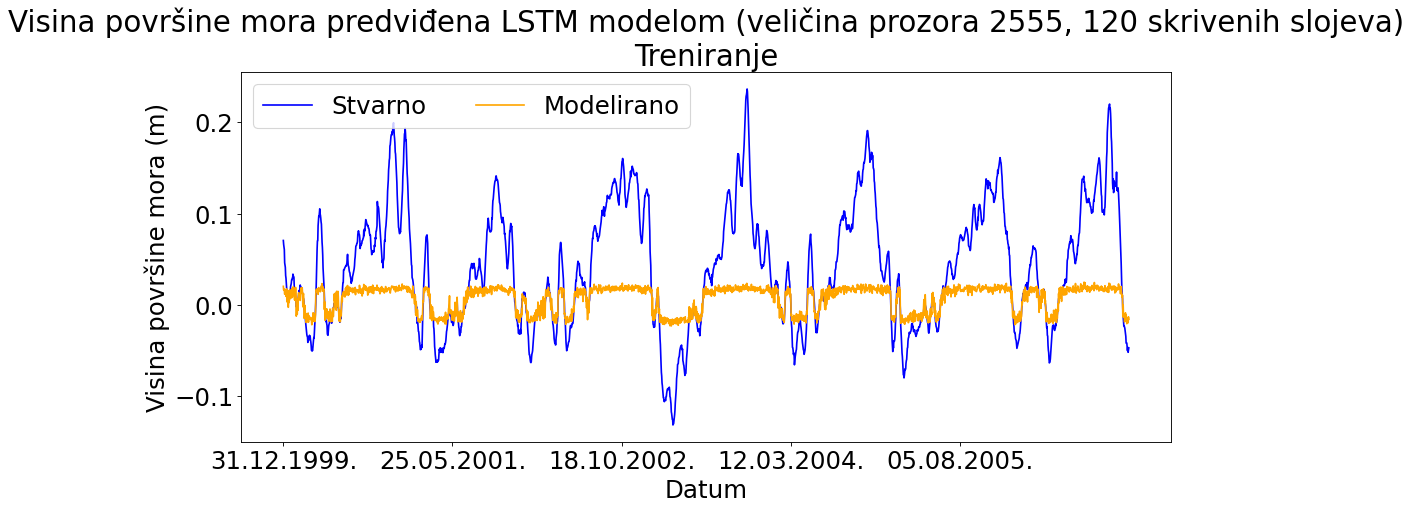 Visina površine mora predviđena LSTM modelom (veličina prozora 2555, 120 skrivenih slojeva)
Treniranje
Stvarno Modelirano
Visina površine mora (m)
0.2
0.1
0.0
−0.1
31.12.1999. 25.05.2001. 18.10.2002. 12.03.2004. 05.08.2005.
Datum